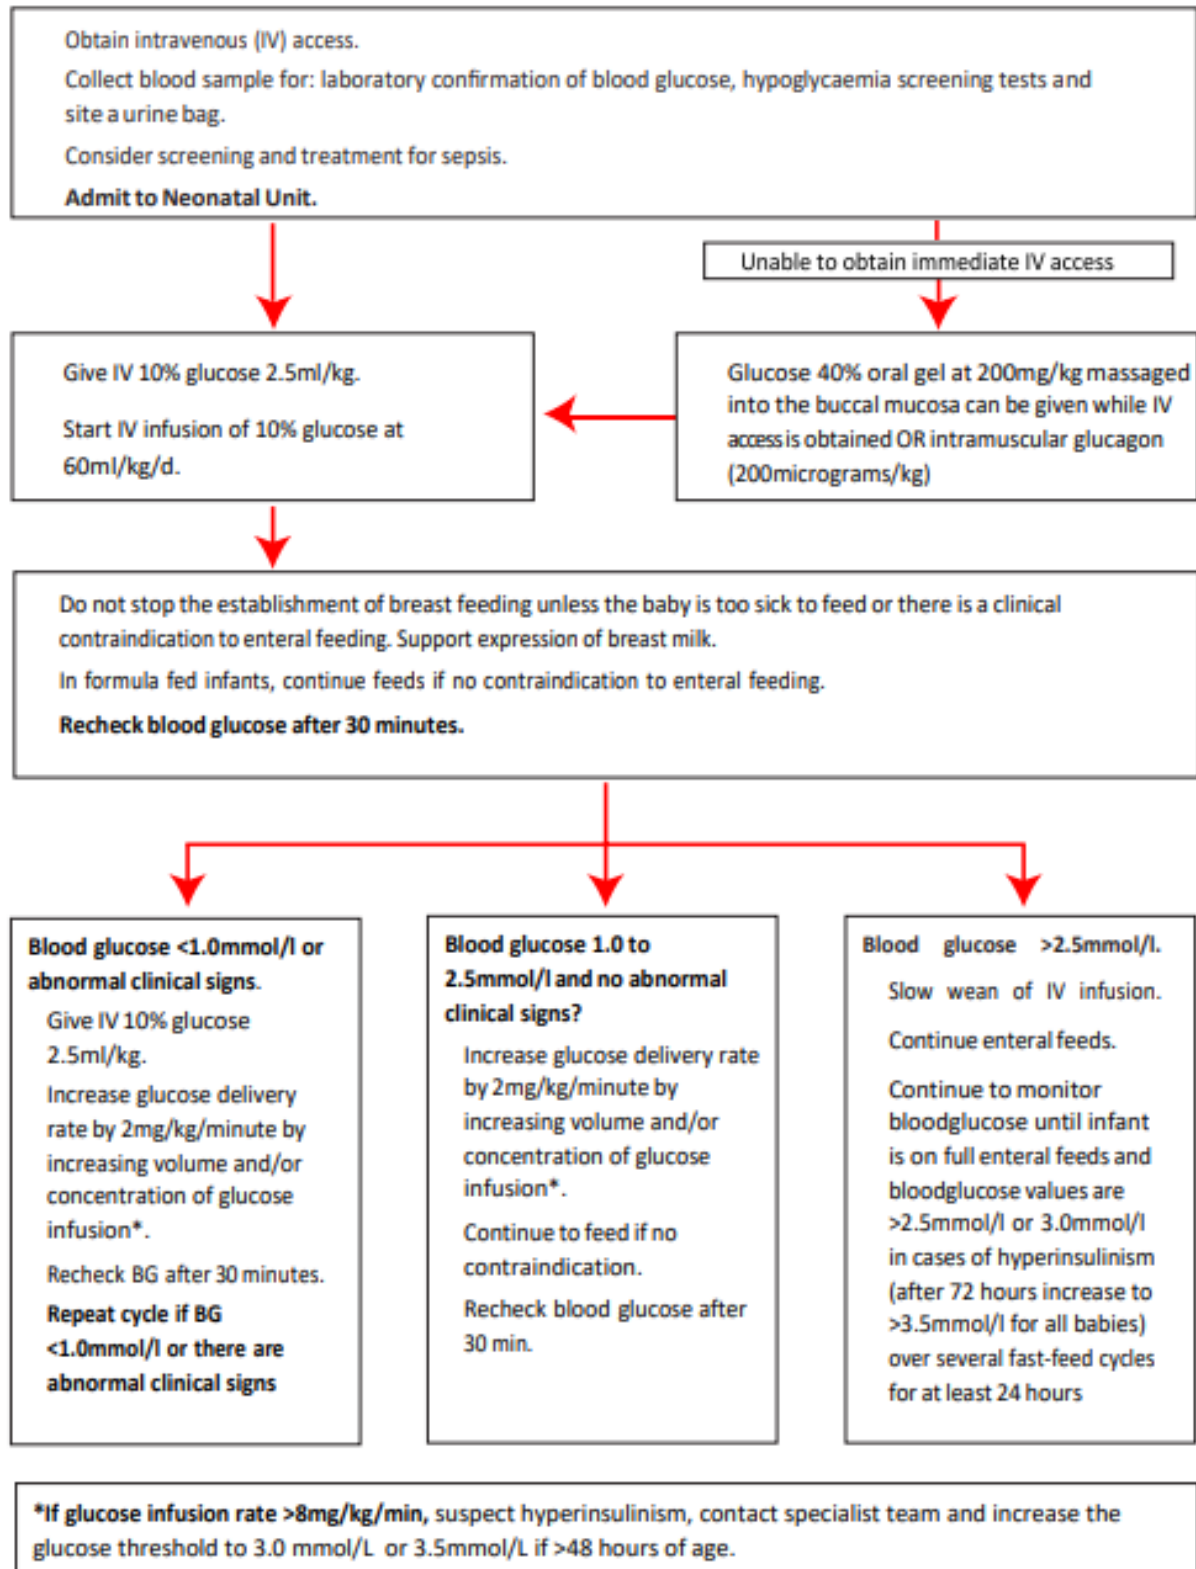 Obtain intravenous (IV) access.
Collect blood sample for: laboratory confirmation of blood glucose, hypoglycaemia screening tests and
site a urine bag.
Consider screening and treatment for sepsis.
Admit to Neonatal Unit.
Unable to obtain immediate IV access
Give IV 10% glucose 2.5ml/kg.
Start IV infusion of 10% glucose at
60ml/kg/d.
Glucose 40% oral gel at 200mg/kg massaged
into the buccal mucosa can be given while IV
access is obtained OR intramuscular glucagon
(200micrograms/kg)
Do not stop the establishment of breast feeding unless the baby is too sick to feed or there is a clinical
contraindication to enteral feeding. Support expression of breast milk.
In formula fed infants, continue feeds if no contraindication to enteral feeding.
Recheck blood glucose after 30 minutes.
Blood glucose <1.0mmol/l or
abnormal clinical signs.
Give IV 10% glucose
2.5ml/kg.
Increase glucose delivery
rate by 2mg/kg/minute by
increasing volume and/or
concentration of glucose
infusion*.
Recheck BG after 30 minutes.
Repeat cycle if BG
<1.0mmol/l or there are
abnormal clinical signs
Blood glucose 1.0 to
2.5mmol/l and no abnormal
clinical signs?
Increase glucose delivery rate
by 2mg/kg/minute by
increasing volume and/or
concentration of glucose
infusion*.
Continue to feed if no
contraindication.
Recheck blood glucose after
30 min.
Blood glucose >2.5mmol/l.
Slow wean of IV infusion.
Continue enteral feeds.
Continue to monitor
bloodglucose until infant
is on full enteral feeds and
bloodglucose values are
>2.5mmol/l or 3.0mmol/l
in cases of hyperinsulinism
(after 72 hours increase to
>3.5mmol/l for all babies)
over several fast-feed cycles
for at least 24 hours
*If glucose infusion rate >8mg/kg/min, suspect hyperinsulinism, contact specialist team and increase the
glucose threshold to 3.0 mmol/L or 3.5mmol/L if >48 hours of age.